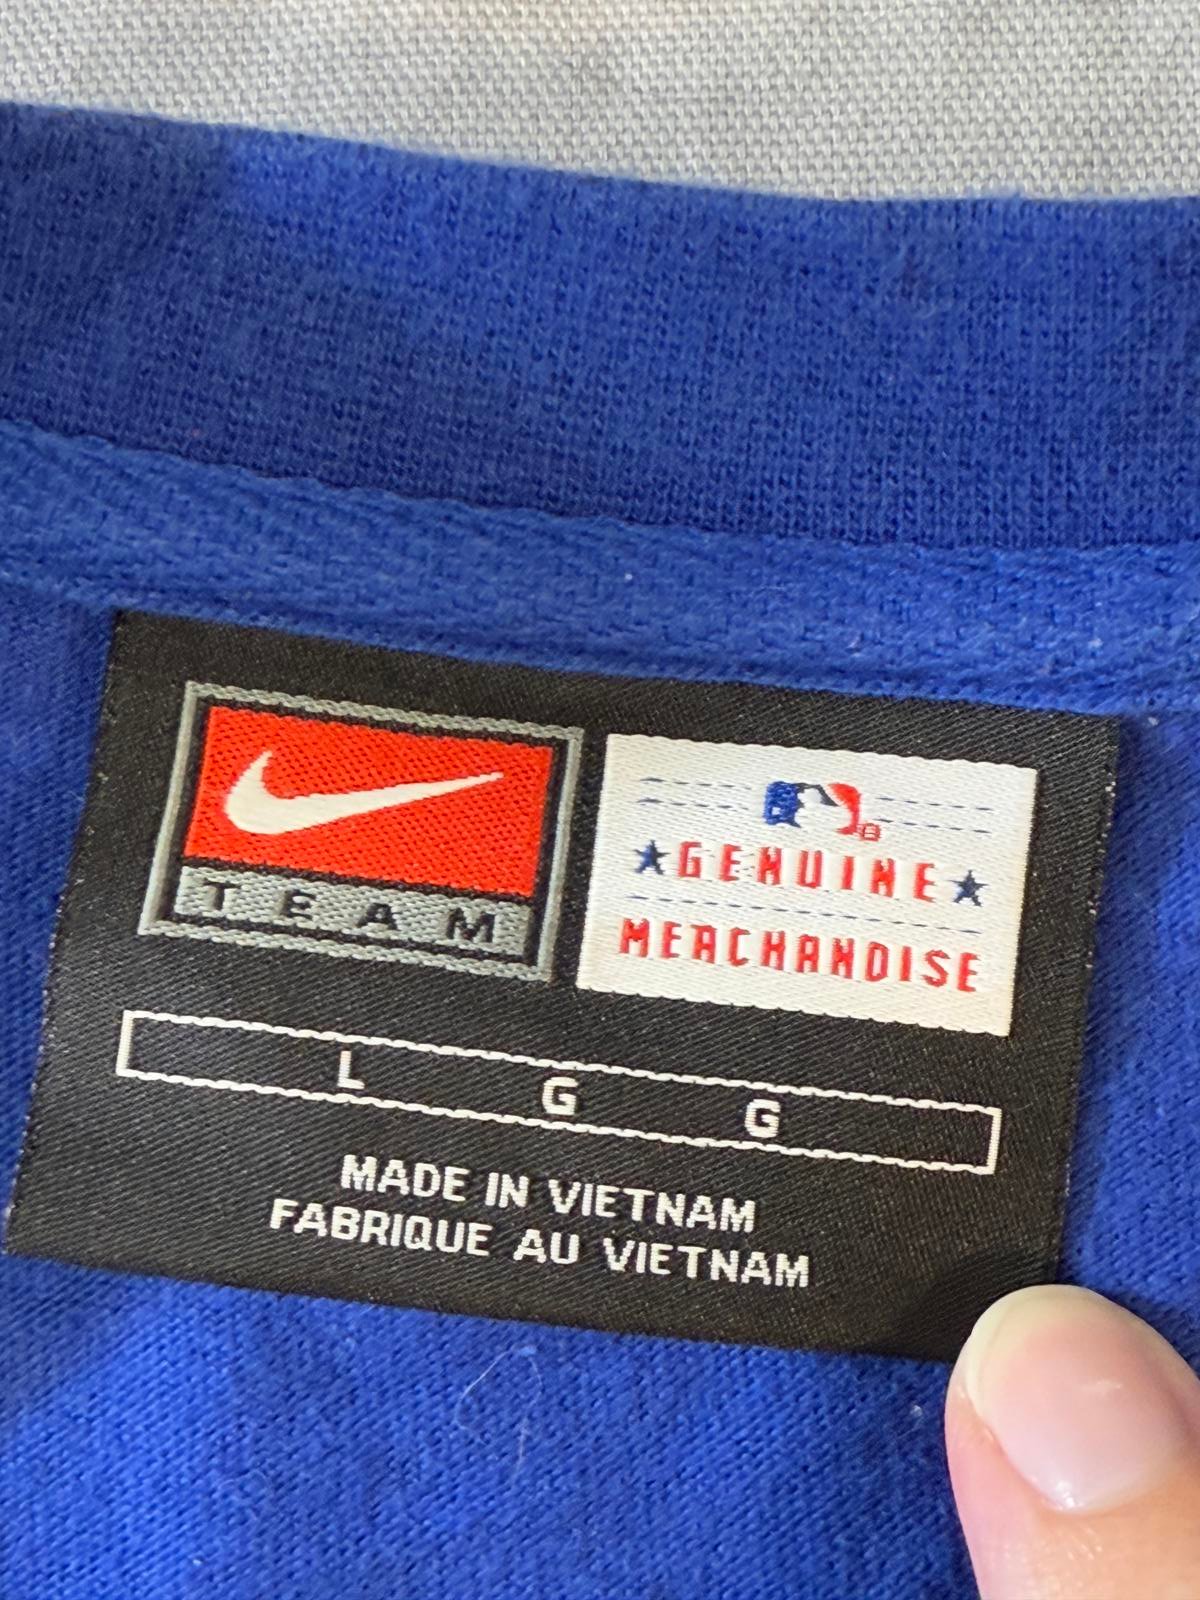 TEAM
GENUINE
MERCHANDISE
L G G
MADE IN VIETNAM
FABRIQUE AU VIETNAM